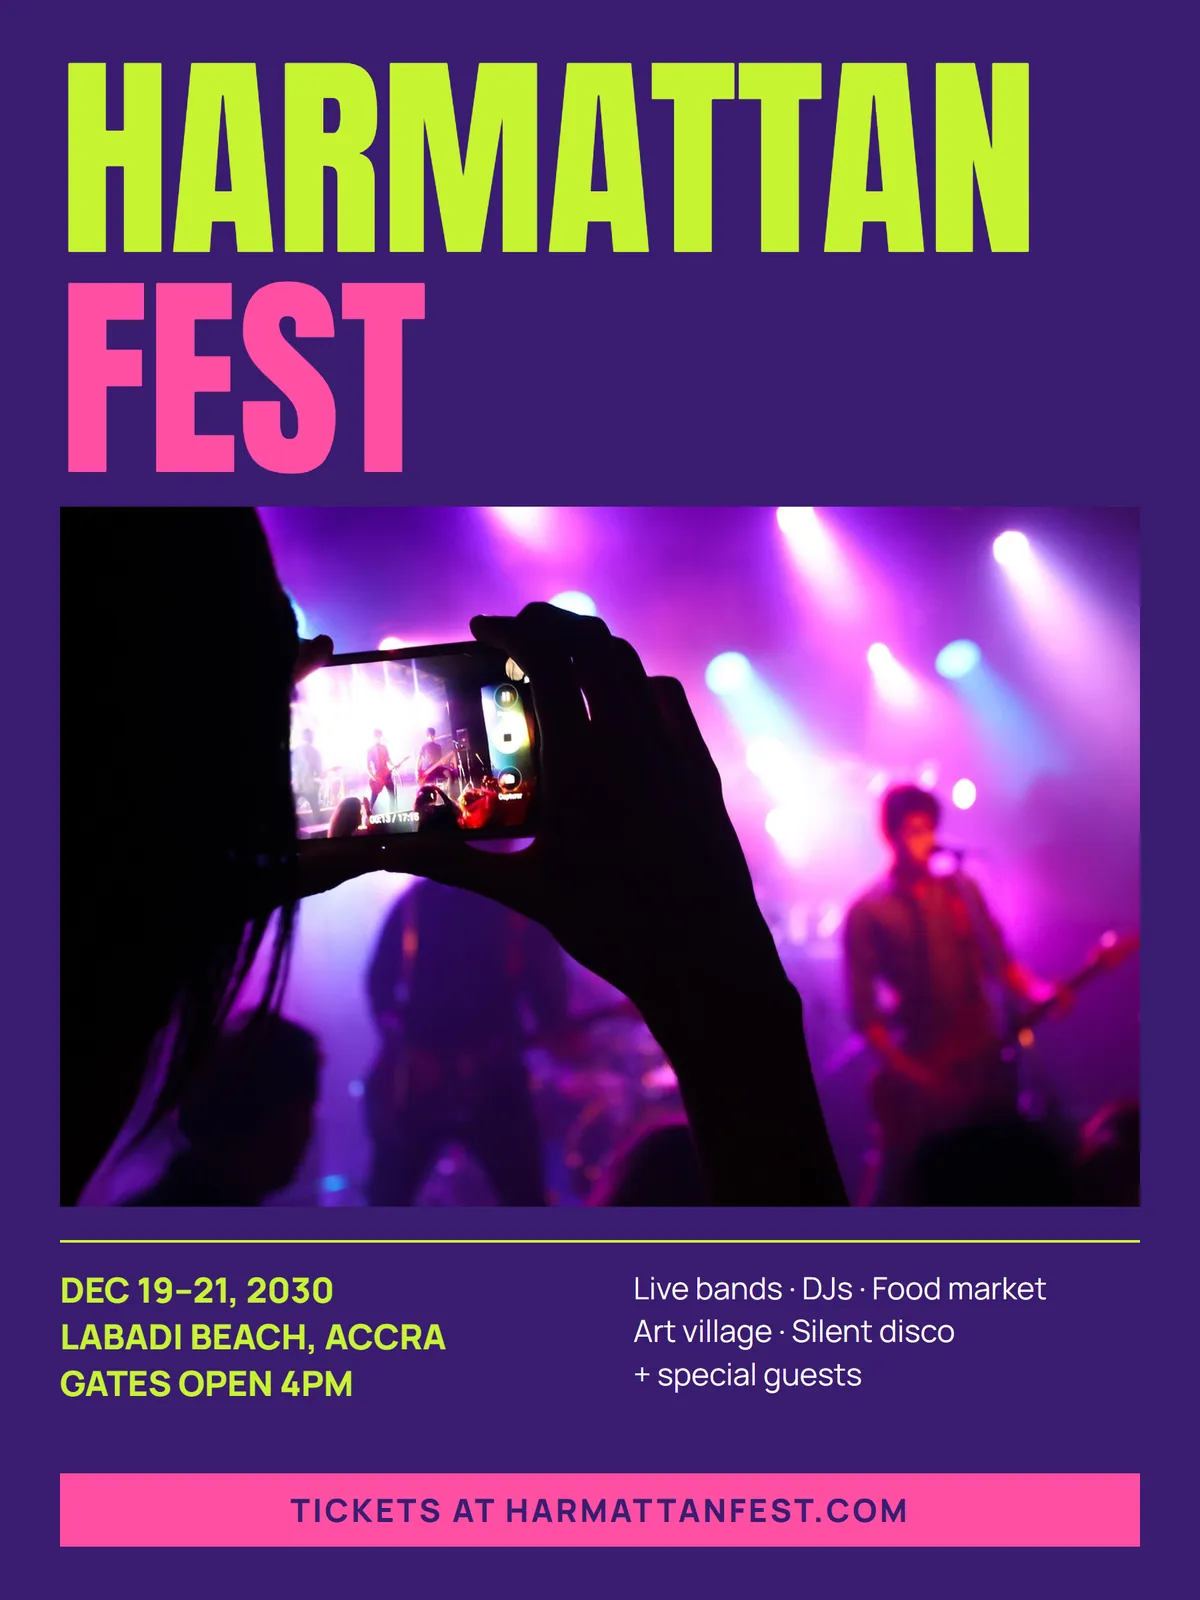 HARMATTAN
FEST
DEC 19–21, 2030
LABADI BEACH, ACCRA
GATES OPEN 4PM
Live bands · DJs · Food market
Art village · Silent disco
+ special guests
TICKETS AT HARMATTANFEST.COM